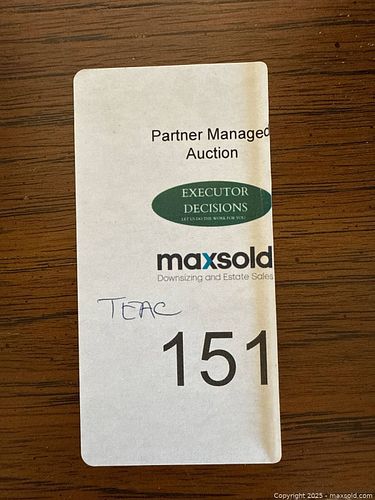 Partner Managed
Auction
EXECUTOR
DECISIONS
LET US DO THE WORK FOR YOU
maxsold
Downsizing and Estate Sales
TEAC
151
Copyright 2025 - maxsold.com